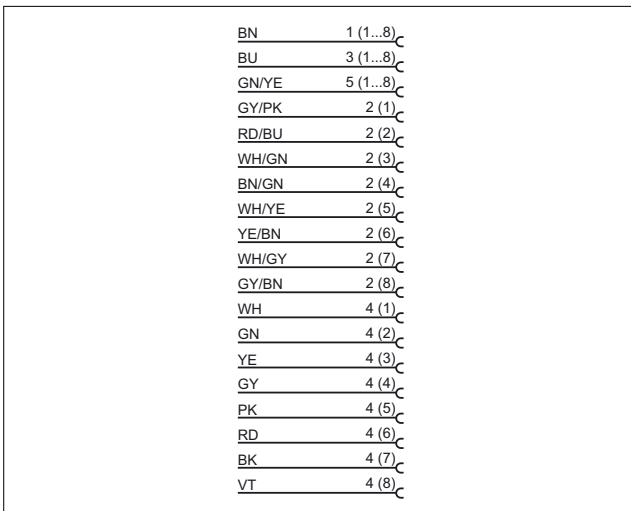 BN 1 (1...8)
BU 3 (1...8)
GN/YE 5 (1...8)
GY/PK 2 (1)
RD/BU 2 (2)
WH/GN 2 (3)
BN/GN 2 (4)
WH/YE 2 (5)
YE/BN 2 (6)
WH/GY 2 (7)
GY/BN 2 (8)
WH 4 (1)
GN 4 (2)
YE 4 (3)
GY 4 (4)
PK 4 (5)
RD 4 (6)
BK 4 (7)
VT 4 (8)